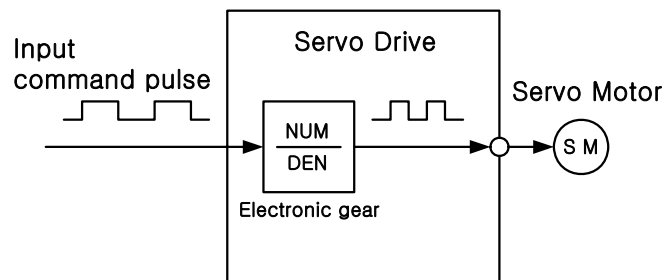 Input
command pulse
Servo Drive
Servo Motor
NUM
DEN
S M
Electronic gear